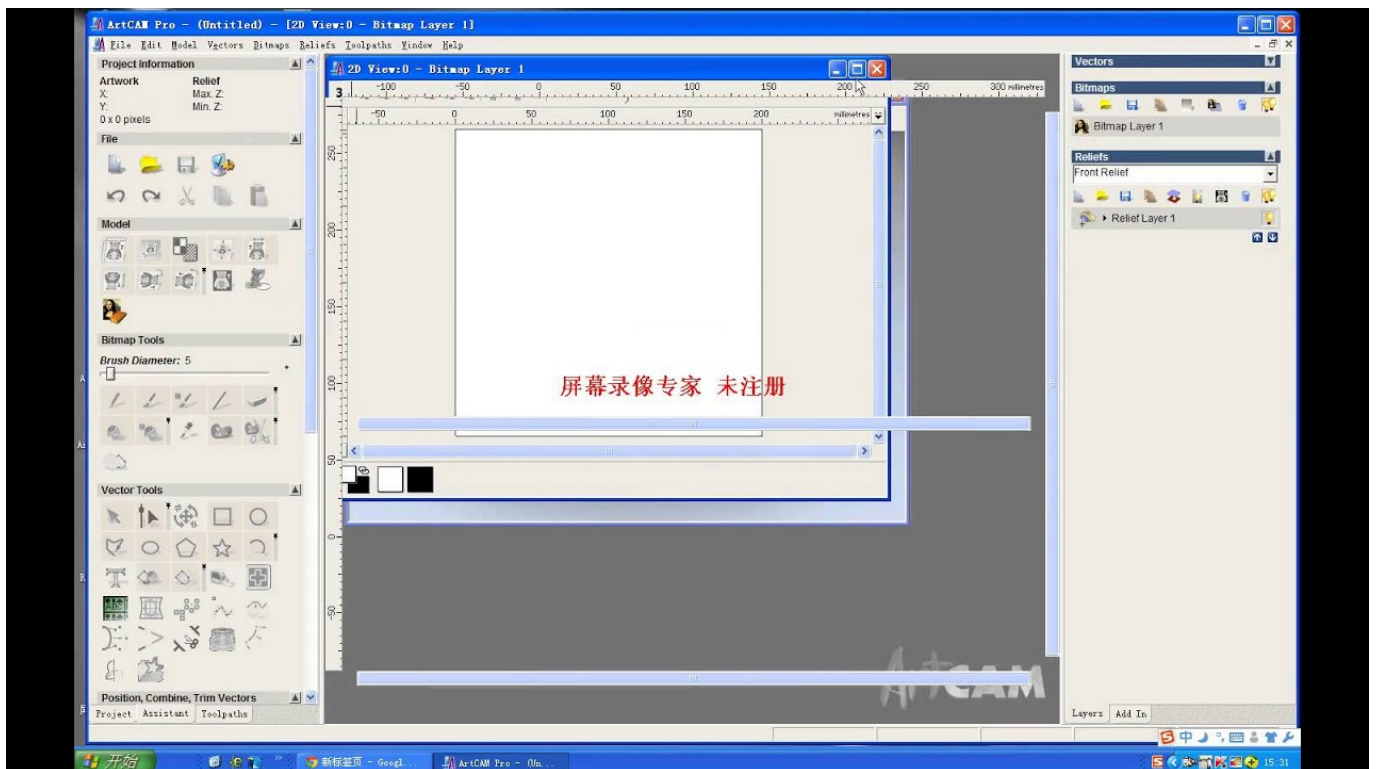 ArtCAM Pro - (Untitled) - [2D View:0 - Bitmap Layer 1]
File Edit Model Vectors Bitmaps Reliefs Toolpaths Window Help
Project Information
Artwork Relief
X: Max. Z:
Y: Min. Z:
0 x 0 pixels
File
Model
Bitmap Tools
Brush Diameter: 5
Vector Tools
ABC
Position, Combine, Trim Vectors
Project Assistant Toolpaths
2D View:0 - Bitmap Layer 1
3
-100 -50 0 50 100 150 200 250 300 millimetres
-50 0 50 100 150 200 millimetres
250
200
150
100
50
0
-50
屏幕录像专家 未注册
ArtCAM
Vectors
Bitmaps
Bitmap Layer 1
Reliefs
Front Relief
Relief Layer 1
Layers Add In
中
开始
新标签页 - Googl...
ArtCAM Pro - (Un...
15:31